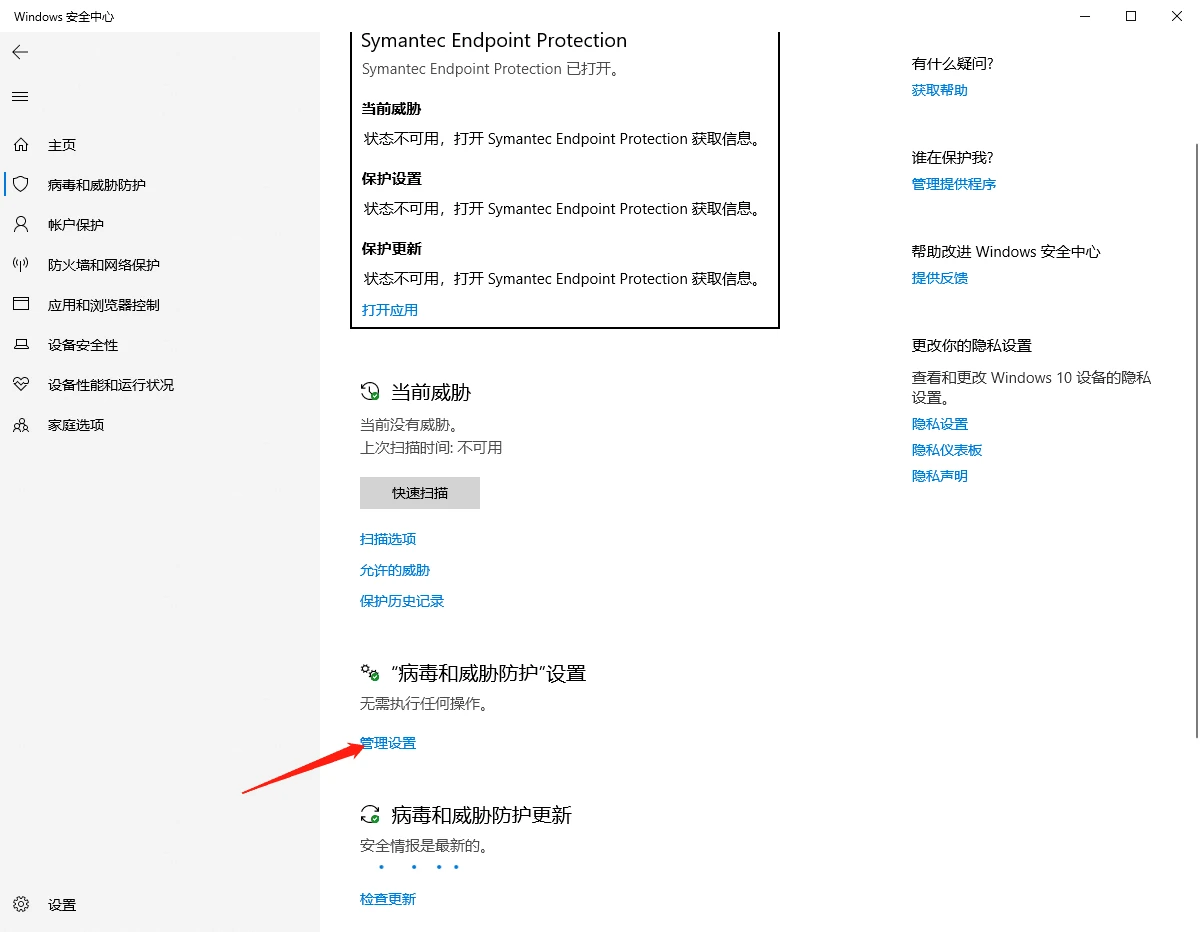 Windows 安全中心
主页
病毒和威胁防护
帐户保护
防火墙和网络保护
应用和浏览器控制
设备安全性
设备性能和运行状况
家庭选项
设置
Symantec Endpoint Protection
Symantec Endpoint Protection 已打开。
当前威胁
状态不可用，打开 Symantec Endpoint Protection 获取信息。
保护设置
状态不可用，打开 Symantec Endpoint Protection 获取信息。
保护更新
状态不可用，打开 Symantec Endpoint Protection 获取信息。
打开应用
当前威胁
当前没有威胁。
上次扫描时间: 不可用
快速扫描
扫描选项
允许的威胁
保护历史记录
“病毒和威胁防护”设置
无需执行任何操作。
管理设置
病毒和威胁防护更新
安全情报是最新的。
检查更新
有什么疑问?
获取帮助
谁在保护我?
管理提供程序
帮助改进 Windows 安全中心
提供反馈
更改你的隐私设置
查看和更改 Windows 10 设备的隐私
设置。
隐私设置
隐私仪表板
隐私声明